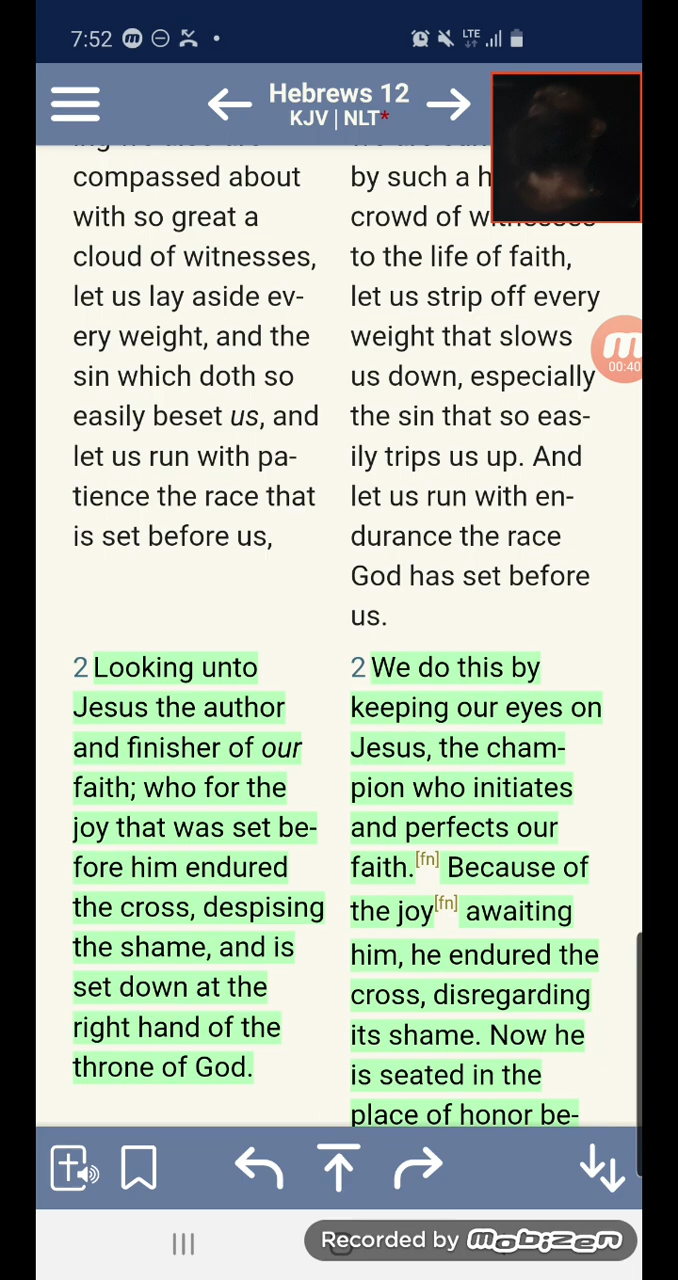 7:52
LTE
Hebrews 12
KJV | NLT*
compassed about
with so great a
cloud of witnesses,
let us lay aside ev-
ery weight, and the
sin which doth so
easily beset us, and
let us run with pa-
tience the race that
is set before us,
2 Looking unto
Jesus the author
and finisher of our
faith; who for the
joy that was set be-
fore him endured
the cross, despising
the shame, and is
set down at the
right hand of the
throne of God.
by such a h
crowd of witnesses
to the life of faith,
let us strip off every
weight that slows
us down, especially
the sin that so eas-
ily trips us up. And
let us run with en-
durance the race
God has set before
us.
2 We do this by
keeping our eyes on
Jesus, the cham-
pion who initiates
and perfects our
faith.[fn] Because of
the joy[fn] awaiting
him, he endured the
cross, disregarding
its shame. Now he
is seated in the
place of honor be-
m
00:40
Recorded by mobizen